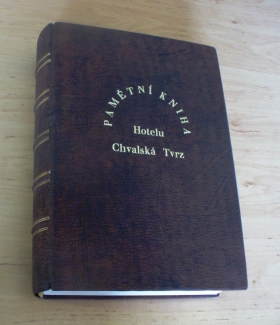 PAMĚTNÍ KNIHA
Hotelu
Chvalská Tvrz